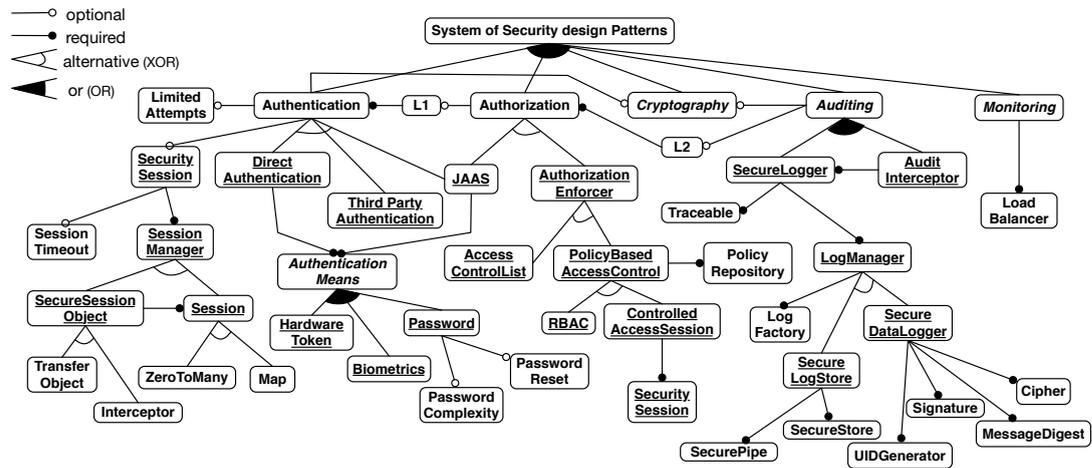 optional
required
alternative (XOR)
or (OR)
System of Security design Patterns
Limited
Attempts
Authentication
L1
Authorization
Cryptography
Auditing
Monitoring
L2
Security
Session
Direct
Authentication
Third Party
Authentication
JAAS
Authorization
Enforcer
SecureLogger
Audit
Interceptor
Traceable
Load
Balancer
Session
Timeout
Session
Manager
Authentication
Means
Access
ControlList
PolicyBased
AccessControl
Policy
Repository
LogManager
SecureSession
Object
Session
Hardware
Token
Password
RBAC
Controlled
AccessSession
Log
Factory
Secure
DataLogger
Transfer
Object
ZeroToMany
Map
Biometrics
Password
Reset
Secure
LogStore
Cipher
Interceptor
Password
Complexity
Security
Session
Signature
SecurePipe
SecureStore
UIDGenerator
MessageDigest